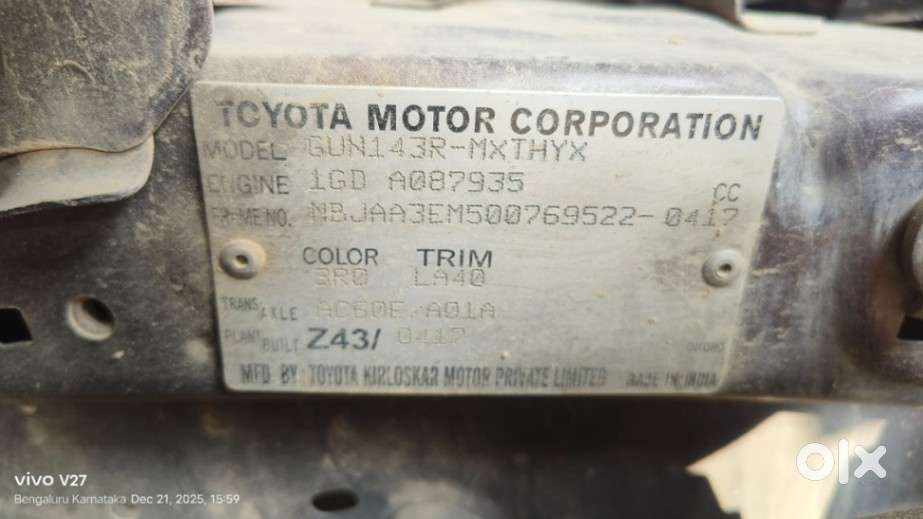 TOYOTA MOTOR CORPORATION
MODEL GUN143R-MXTHYX
ENGINE 1GD A087935 CC
FRAME NO. NBJAA3EM500769522-0417
COLOR TRIM
3R0 LA40
TRANS/AXLE AC60E/A01A
PLANT/BUILT Z43/ 0417
MFD BY: TOYOTA KIRLOSKAR MOTOR PRIVATE LIMITED MADE IN INDIA
olx
vivo V27
Bengaluru Karnataka Dec 21, 2025, 15:59